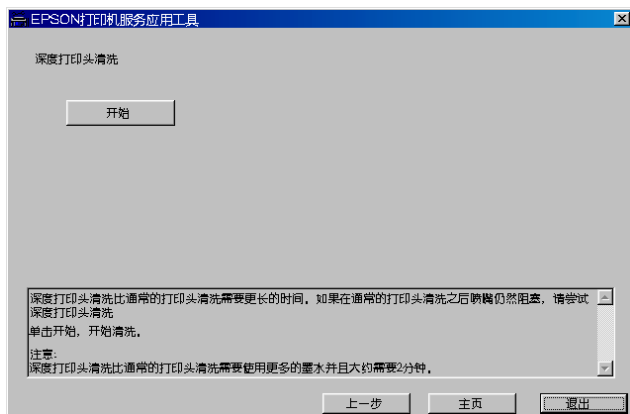 EPSON打印机服务应用工具
深度打印头清洗
开始
深度打印头清洗比通常的打印头清洗需要更长的时间。如果在通常的打印头清洗之后喷嘴仍然阻塞，请尝试
深度打印头清洗
单击开始，开始清洗。
注意：
深度打印头清洗比通常的打印头清洗需要使用更多的墨水并且大约需要2分钟。
上一步
主页
退出